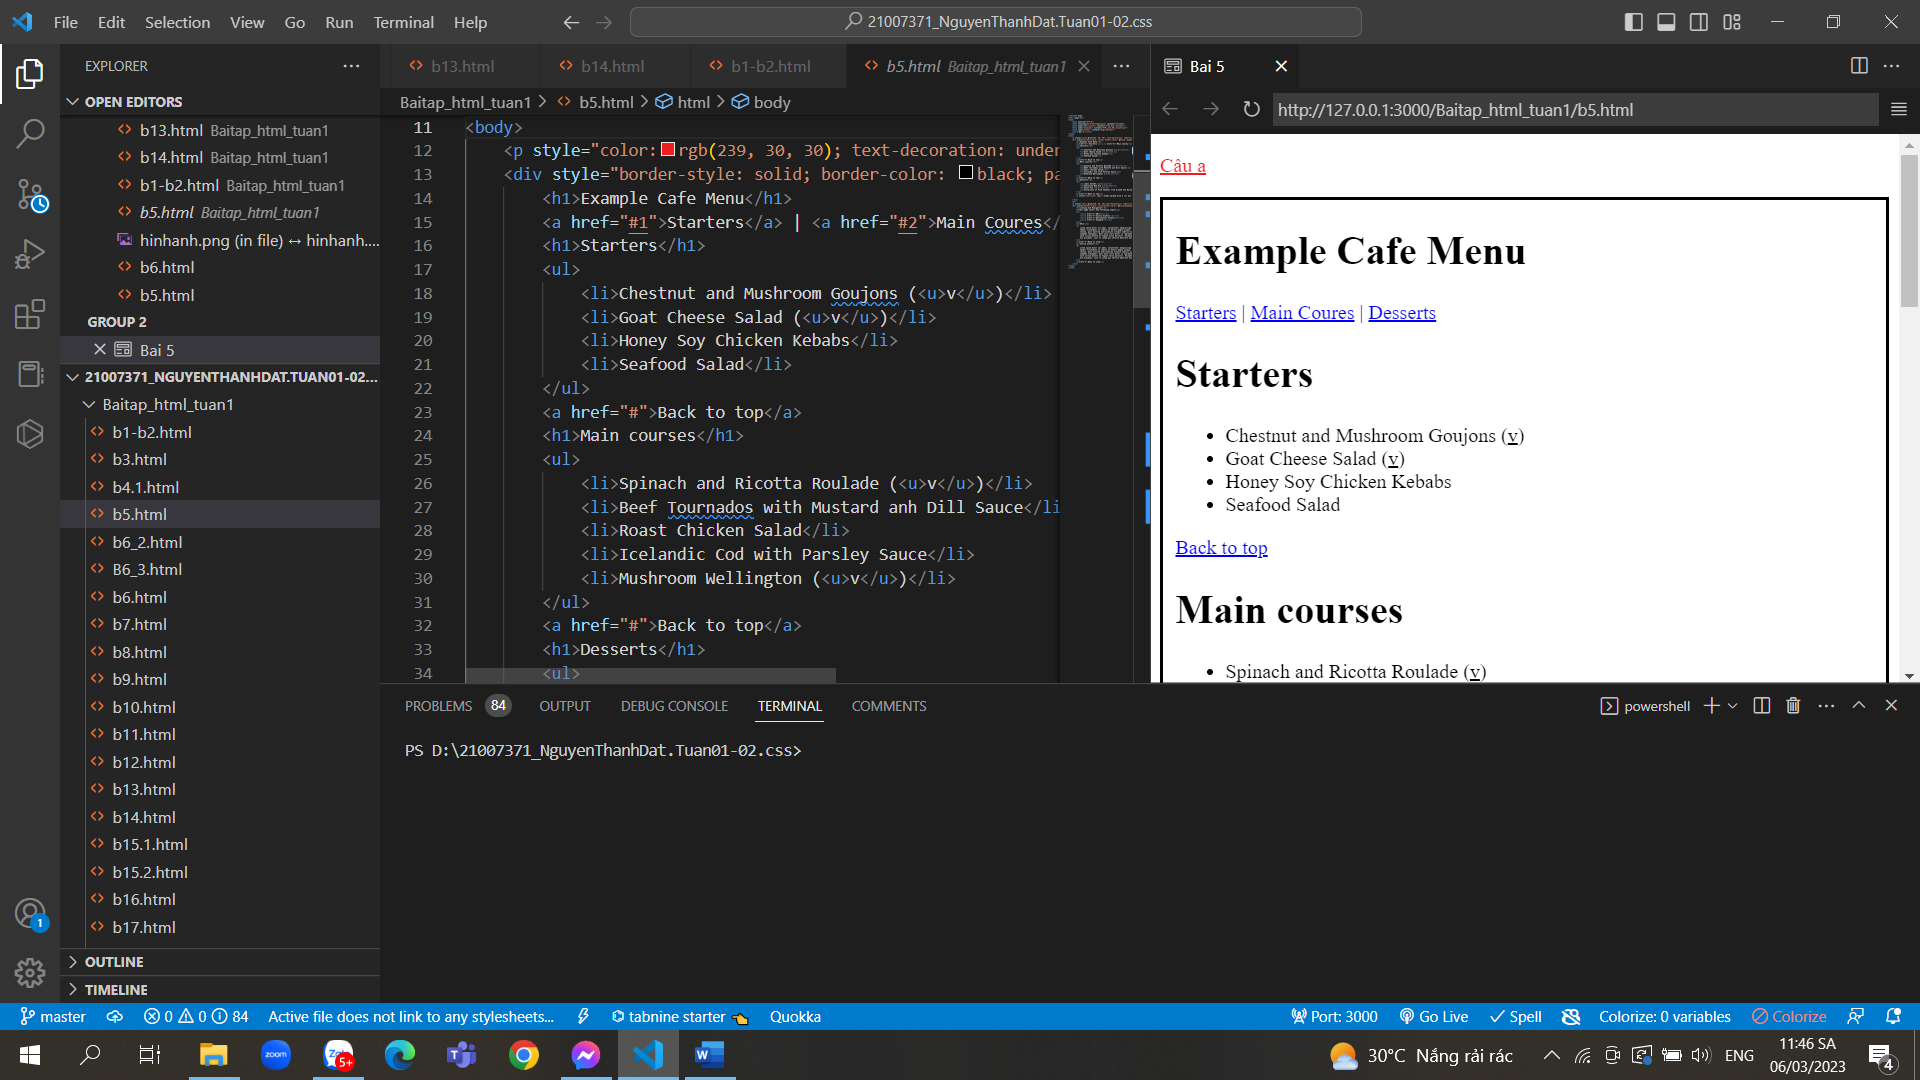 File Edit Selection View Go Run Terminal Help
21007371_NguyenThanhDat.Tuan01-02.css
EXPLORER
OPEN EDITORS
b13.html Baitap_html_tuan1
b14.html Baitap_html_tuan1
b1-b2.html Baitap_html_tuan1
b5.html Baitap_html_tuan1
hinhanh.png (in file) ↔ hinhanh....
b6.html
b5.html
GROUP 2
Bai 5
21007371_NGUYENTHANHDAT.TUAN01-02...
Baitap_html_tuan1
b1-b2.html
b3.html
b4.1.html
b5.html
b6_2.html
B6_3.html
b6.html
b7.html
b8.html
b9.html
b10.html
b11.html
b12.html
b13.html
b14.html
b15.1.html
b15.2.html
b16.html
b17.html
OUTLINE
TIMELINE
b13.html b14.html b1-b2.html b5.html Baitap_html_tuan1
Baitap_html_tuan1 > b5.html > html > body
11 <body>
12 <p style="color: rgb(239, 30, 30); text-decoration: under
13 <div style="border-style: solid; border-color: black; pa
14 <h1>Example Cafe Menu</h1>
15 <a href="#1">Starters</a> | <a href="#2">Main Coures</
16 <h1>Starters</h1>
17 <ul>
18 <li>Chestnut and Mushroom Goujons (<u>v</u>)</li>
19 <li>Goat Cheese Salad (<u>v</u>)</li>
20 <li>Honey Soy Chicken Kebabs</li>
21 <li>Seafood Salad</li>
22 </ul>
23 <a href="#">Back to top</a>
24 <h1>Main courses</h1>
25 <ul>
26 <li>Spinach and Ricotta Roulade (<u>v</u>)</li>
27 <li>Beef Tournados with Mustard anh Dill Sauce</li
28 <li>Roast Chicken Salad</li>
29 <li>Icelandic Cod with Parsley Sauce</li>
30 <li>Mushroom Wellington (<u>v</u>)</li>
31 </ul>
32 <a href="#">Back to top</a>
33 <h1>Desserts</h1>
34 <ul>
Bai 5
http://127.0.0.1:3000/Baitap_html_tuan1/b5.html
Câu a
Example Cafe Menu
Starters | Main Coures | Desserts
Starters
• Chestnut and Mushroom Goujons (v)
• Goat Cheese Salad (v)
• Honey Soy Chicken Kebabs
• Seafood Salad
Back to top
Main courses
• Spinach and Ricotta Roulade (v)
PROBLEMS 84 OUTPUT DEBUG CONSOLE TERMINAL COMMENTS
powershell
PS D:\21007371_NguyenThanhDat.Tuan01-02.css>
1
master 0 0 84 Active file does not link to any stylesheets... tabnine starter Quokka
Port: 3000 Go Live Spell Colorize: 0 variables Colorize
zoom
Zalo 5+
30°C Nắng rải rác
ENG
11:46 SA
06/03/2023
4